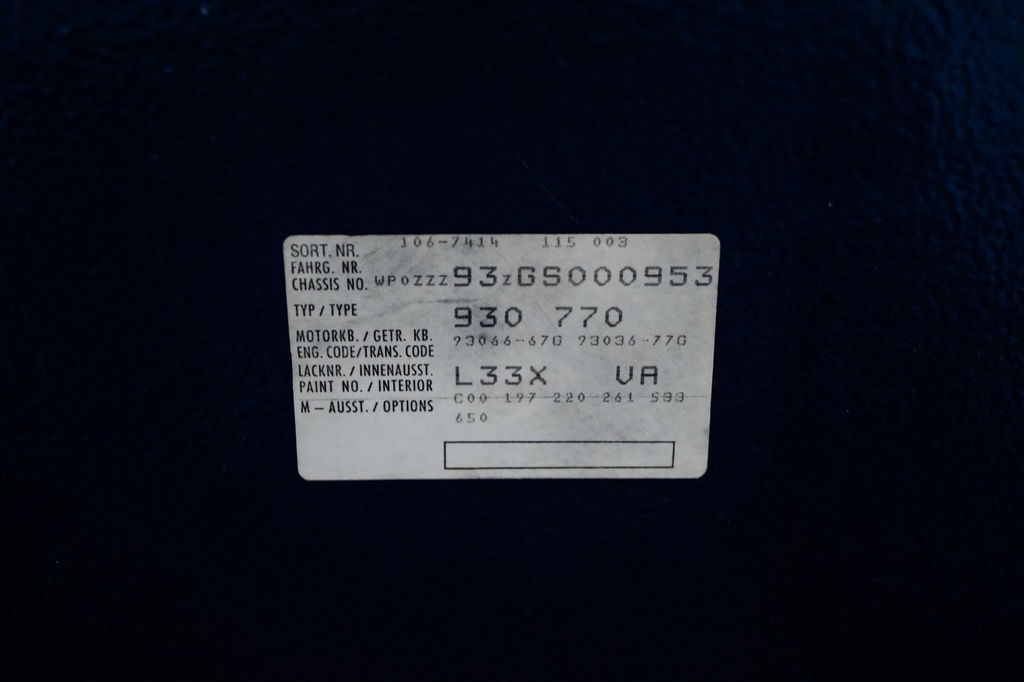 SORT. NR. 106-7414 115 003
FAHRG. NR.
CHASSIS NO. WP0ZZZ93ZGS000953
TYP / TYPE 930 770
MOTORKB. / GETR. KB. 93066-67G 93036-77G
ENG. CODE/TRANS. CODE
LACKNR. / INNENAUSST. L33X VA
PAINT NO. / INTERIOR
M – AUSST. / OPTIONS C00 197 220 261 533
650